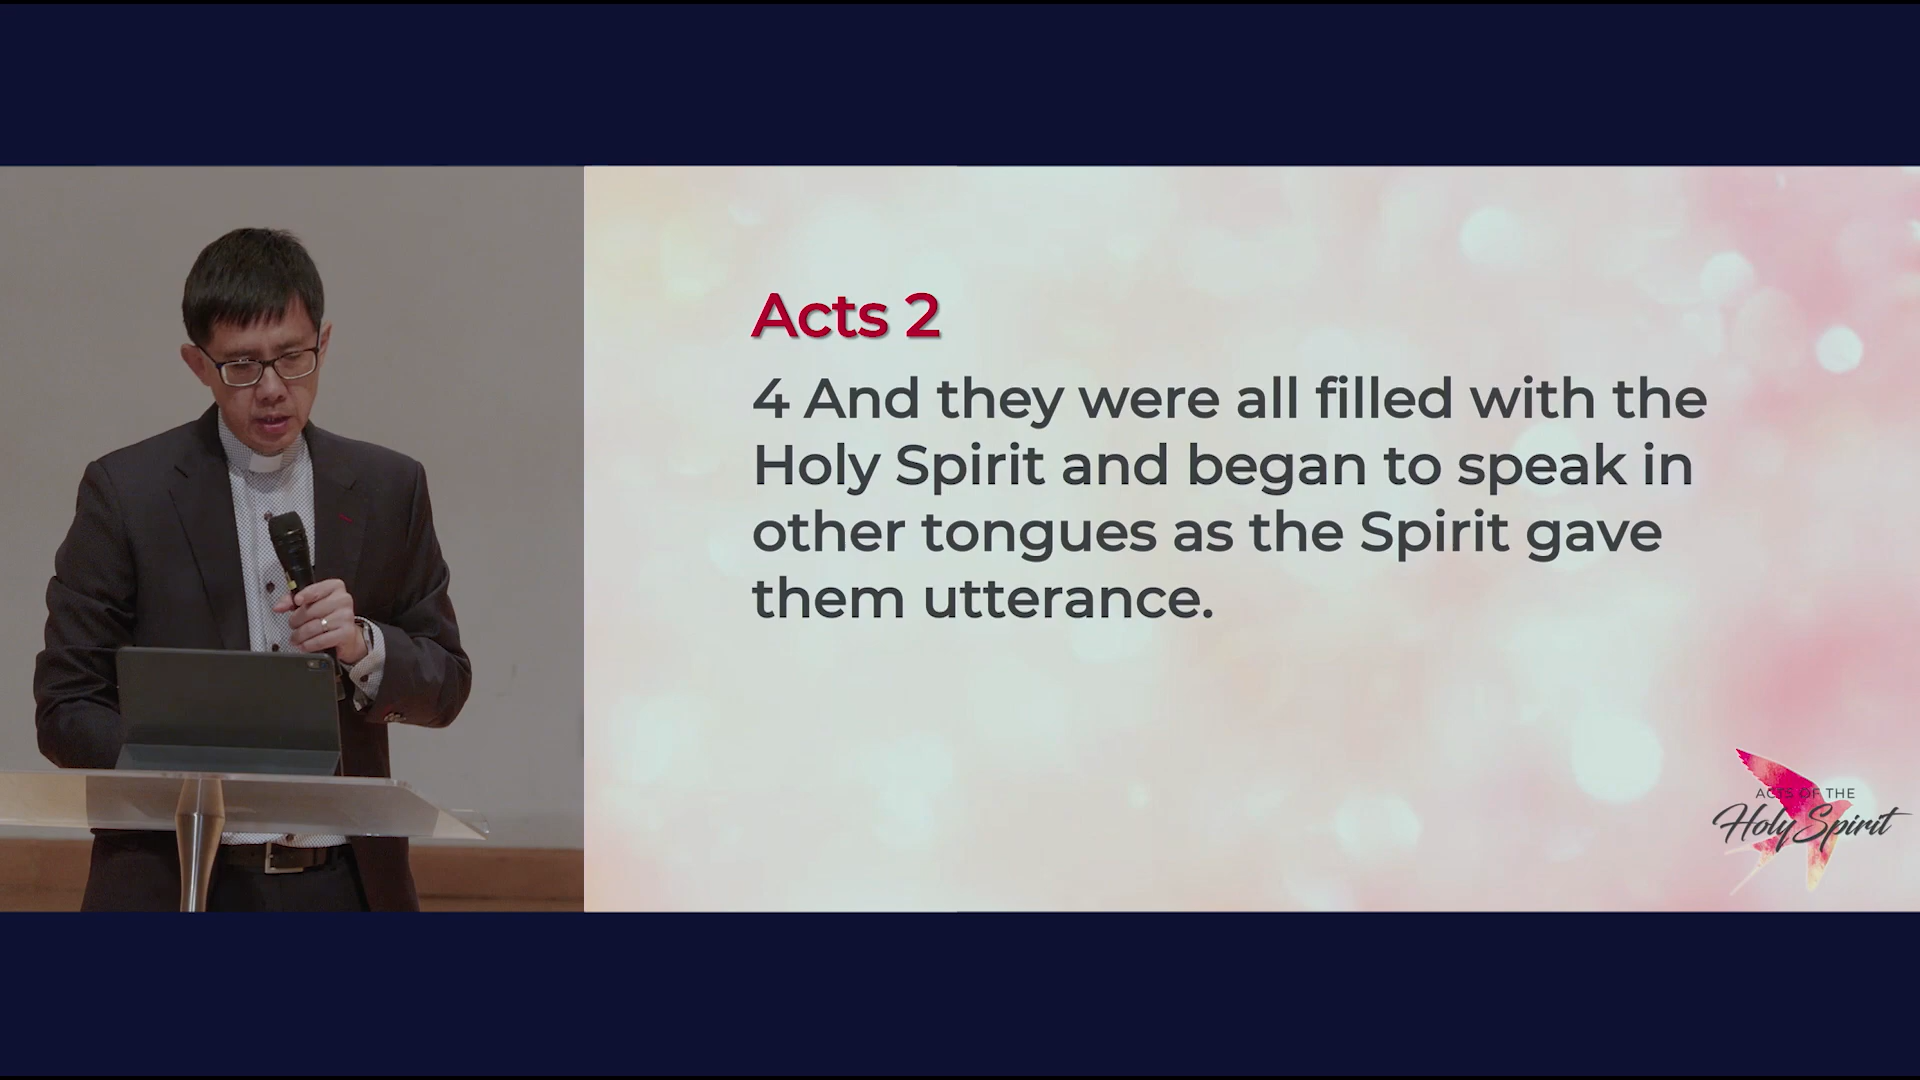 Acts 2
4 And they were all filled with the
Holy Spirit and began to speak in
other tongues as the Spirit gave
them utterance.
ACTS OF THE
Holy Spirit